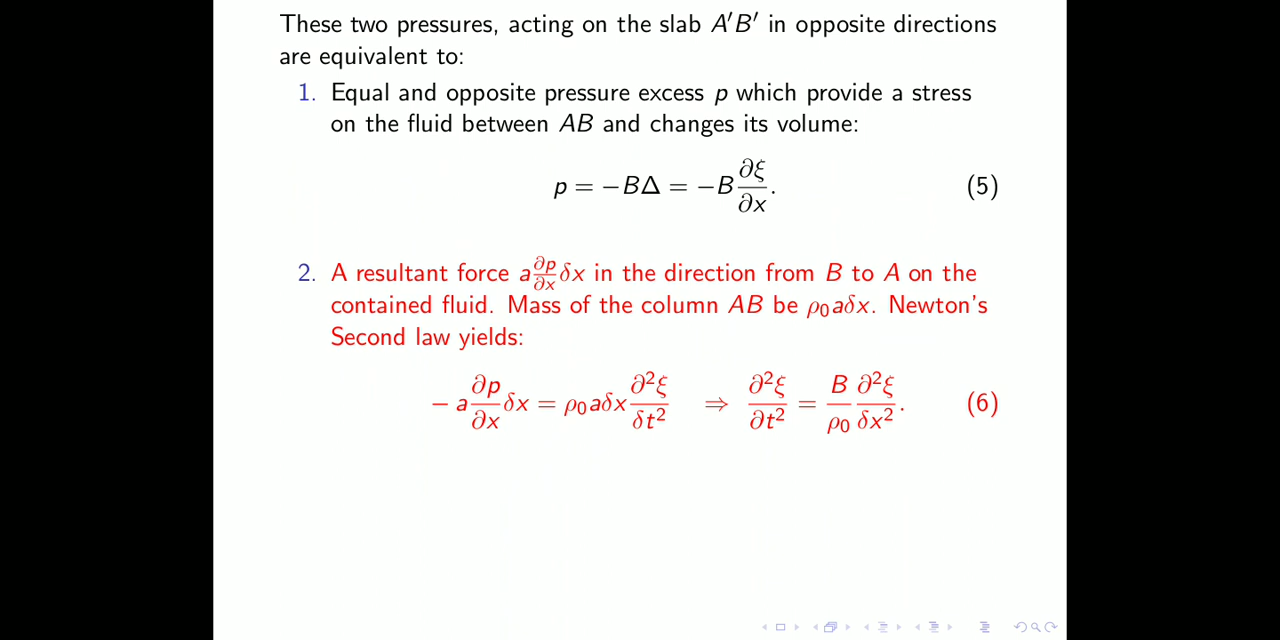 These two pressures, acting on the slab A′B′ in opposite directions
are equivalent to:
1. Equal and opposite pressure excess p which provide a stress
on the fluid between AB and changes its volume:
p = −BΔ = −B ∂ξ/∂x. (5)
2. A resultant force a ∂p/∂x δx in the direction from B to A on the
contained fluid. Mass of the column AB be ρ₀aδx. Newton's
Second law yields:
− a ∂p/∂x δx = ρ₀aδx ∂²ξ/δt² ⇒ ∂²ξ/∂t² = B/ρ₀ ∂²ξ/δx². (6)